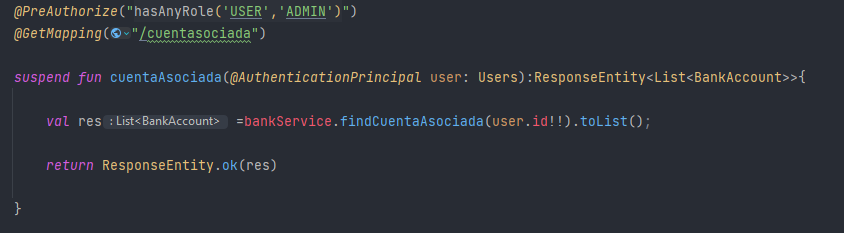 @PreAuthorize("hasAnyRole('USER','ADMIN')")
@GetMapping("/cuentasociada")
suspend fun cuentaAsociada(@AuthenticationPrincipal user: Users):ResponseEntity<List<BankAccount>>{
val res : List<BankAccount> =bankService.findCuentaAsociada(user.id!!).toList();
return ResponseEntity.ok(res)
}